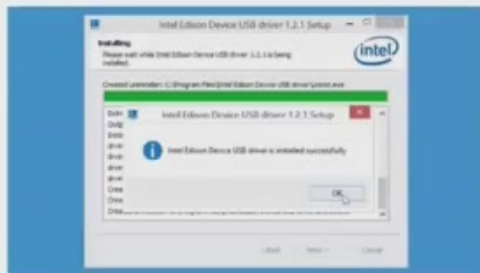 Intel Edison Device USB driver 1.2.1 Setup
Installing
Please wait while Intel Edison Device USB driver 1.2.1 is being
installed.
intel
Created uninstaller: C:\Program Files\Intel Edison Device USB driver\uninst.exe
Intel Edison Device USB driver 1.2.1 Setup
Intel Edison Device USB driver is installed successfully
OK
< Back
Next >
Cancel